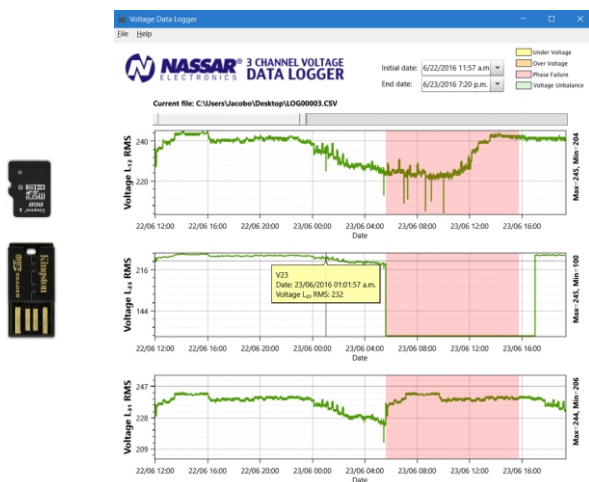 Voltage Data Logger
File Help
NASSAR®
ELECTRONICS
3 CHANNEL VOLTAGE
DATA LOGGER
Initial date: 6/22/2016 11:57 a.m
End date: 6/23/2016 7:20 p.m.
Under Voltage
Over Voltage
Phase Failure
Voltage Unbalance
Current file: C:\Users\Jacobo\Desktop\LOG00003.CSV
Voltage L₁₂ RMS
240
220
Max=245, Min=204
22/06 12:00 22/06 16:00 22/06 20:00 23/06 00:00 23/06 04:00 23/06 08:00 23/06 12:00 23/06 16:00
Date
Voltage L₂₃ RMS
216
144
V23
Date: 23/06/2016 01:01:57 a.m.
Voltage L₂₃ RMS: 232
Max=245, Min=100
22/06 12:00 22/06 16:00 22/06 20:00 23/06 00:00 23/06 04:00 23/06 08:00 23/06 12:00 23/06 16:00
Date
Voltage L₃₁ RMS
247
228
209
Max=244, Min=206
22/06 12:00 22/06 16:00 22/06 20:00 23/06 00:00 23/06 04:00 23/06 08:00 23/06 12:00 23/06 16:00
Date
Kingston
8GB
micro SD
HC
Kingston
micro SD
READER